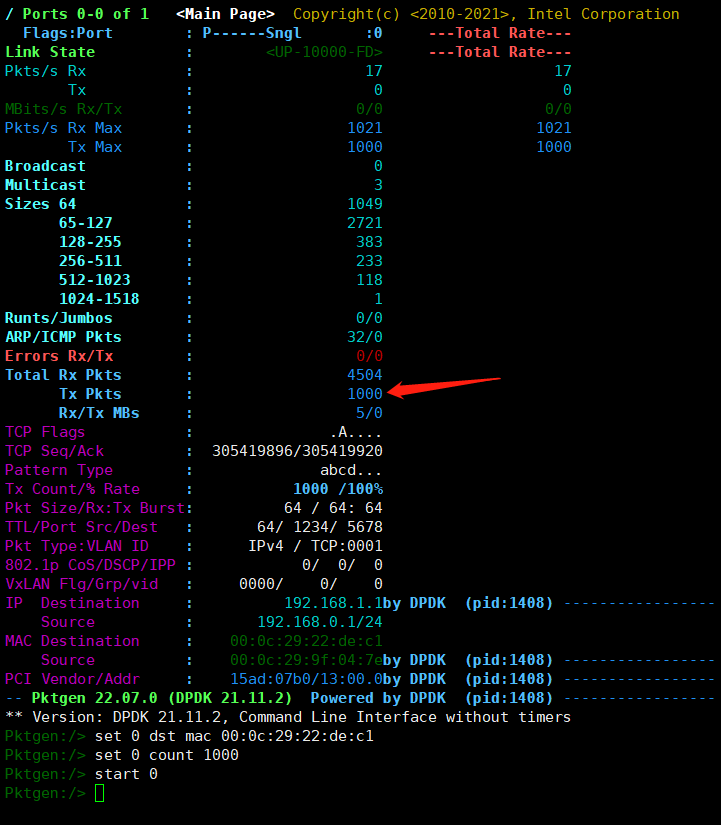 / Ports 0-0 of 1   <Main Page>  Copyright(c) <2010-2021>, Intel Corporation
  Flags:Port        : P------Sngl       :0     ---Total Rate---
Link State          :        <UP-10000-FD>     ---Total Rate---
Pkts/s Rx           :                   17                   17
       Tx           :                    0                    0
MBits/s Rx/Tx       :                  0/0                  0/0
Pkts/s Rx Max       :                 1021                 1021
       Tx Max       :                 1000                 1000
Broadcast           :                    0
Multicast           :                    3
Sizes 64            :                 1049
      65-127        :                 2721
      128-255       :                  383
      256-511       :                  233
      512-1023      :                  118
      1024-1518     :                    1
Runts/Jumbos        :                  0/0
ARP/ICMP Pkts       :                 32/0
Errors Rx/Tx        :                  0/0
Total Rx Pkts       :                 4504
      Tx Pkts       :                 1000
      Rx/Tx MBs     :                  5/0
TCP Flags           :               .A....
TCP Seq/Ack         :  305419896/305419920
Pattern Type        :              abcd...
Tx Count/% Rate     :           1000 /100%
Pkt Size/Rx:Tx Burst:          64 / 64: 64
TTL/Port Src/Dest   :       64/ 1234/ 5678
Pkt Type:VLAN ID    :      IPv4 / TCP:0001
802.1p CoS/DSCP/IPP :            0/  0/  0
VxLAN Flg/Grp/vid   :     0000/    0/    0
IP  Destination     :          192.168.1.1by DPDK  (pid:1408) -----------------
    Source          :       192.168.0.1/24
MAC Destination     :    00:0c:29:22:de:c1
    Source          :    00:0c:29:9f:04:7eby DPDK  (pid:1408) -----------------
PCI Vendor/Addr     :    15ad:07b0/13:00.0by DPDK  (pid:1408) -----------------
-- Pktgen 22.07.0 (DPDK 21.11.2)  Powered by DPDK  (pid:1408) -----------------
** Version: DPDK 21.11.2, Command Line Interface without timers
Pktgen:/> set 0 dst mac 00:0c:29:22:de:c1
Pktgen:/> set 0 count 1000
Pktgen:/> start 0
Pktgen:/>